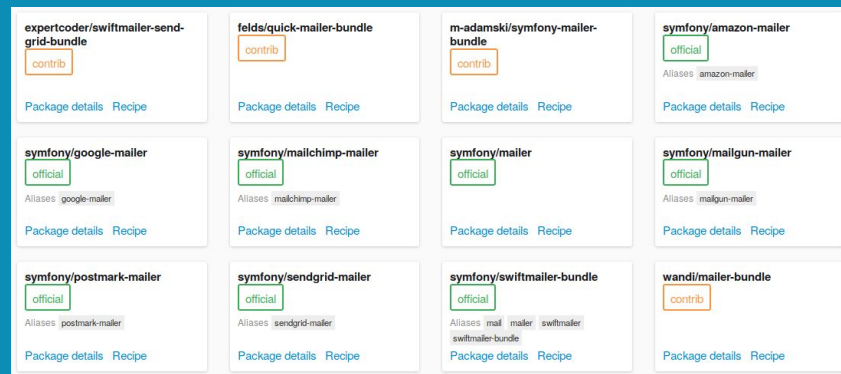 expertcoder/swiftmailer-send-
grid-bundle
contrib
Package details Recipe
felds/quick-mailer-bundle
contrib
Package details Recipe
m-adamski/symfony-mailer-
bundle
contrib
Package details Recipe
symfony/amazon-mailer
official
Aliases amazon-mailer
Package details Recipe
symfony/google-mailer
official
Aliases google-mailer
Package details Recipe
symfony/mailchimp-mailer
official
Aliases mailchimp-mailer
Package details Recipe
symfony/mailer
official
Package details Recipe
symfony/mailgun-mailer
official
Aliases mailgun-mailer
Package details Recipe
symfony/postmark-mailer
official
Aliases postmark-mailer
Package details Recipe
symfony/sendgrid-mailer
official
Aliases sendgrid-mailer
Package details Recipe
symfony/swiftmailer-bundle
official
Aliases mail mailer swiftmailer
swiftmailer-bundle
Package details Recipe
wandi/mailer-bundle
contrib
Package details Recipe